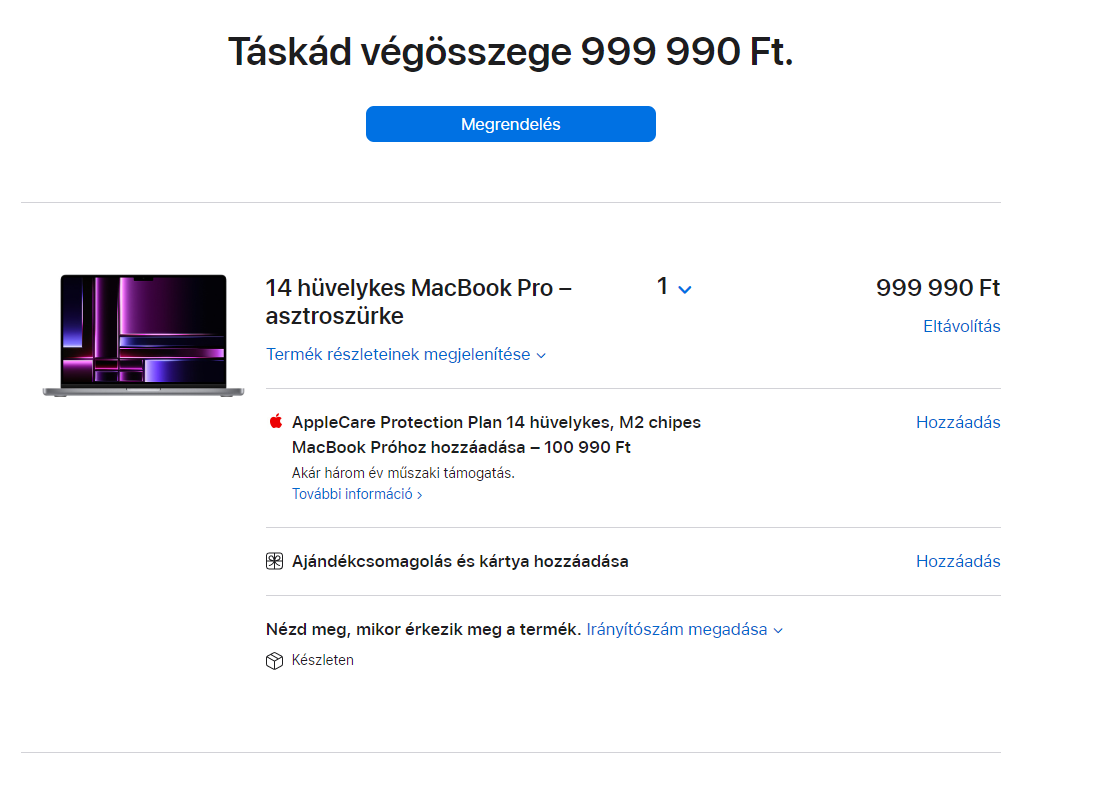 Táskád végösszege 999 990 Ft.
Megrendelés
14 hüvelykes MacBook Pro –
asztroszürke
1
999 990 Ft
Eltávolítás
Termék részleteinek megjelenítése
AppleCare Protection Plan 14 hüvelykes, M2 chipes
MacBook Próhoz hozzáadása – 100 990 Ft
Hozzáadás
Akár három év műszaki támogatás.
További információ
Ajándékcsomagolás és kártya hozzáadása
Hozzáadás
Nézd meg, mikor érkezik meg a termék. Irányítószám megadása
Készleten